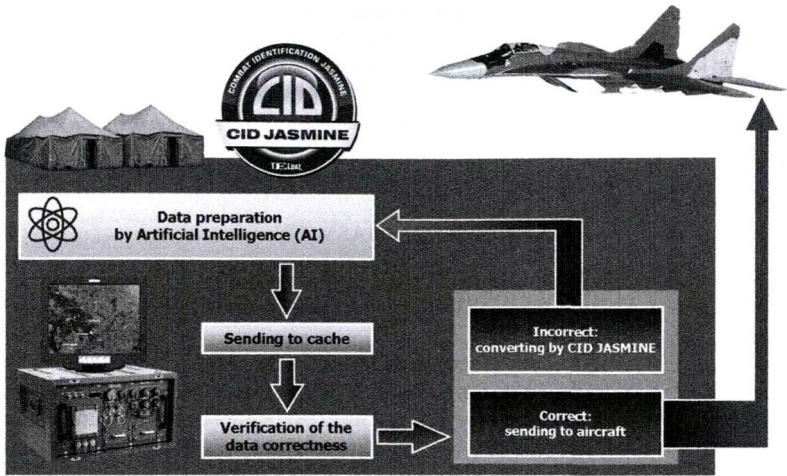 COMBAT IDENTIFICATION JASMINE
CID
CID JASMINE
Data preparation
by Artificial Intelligence (AI)
Sending to cache
Verification of the
data correctness
Incorrect:
converting by CID JASMINE
Correct:
sending to aircraft